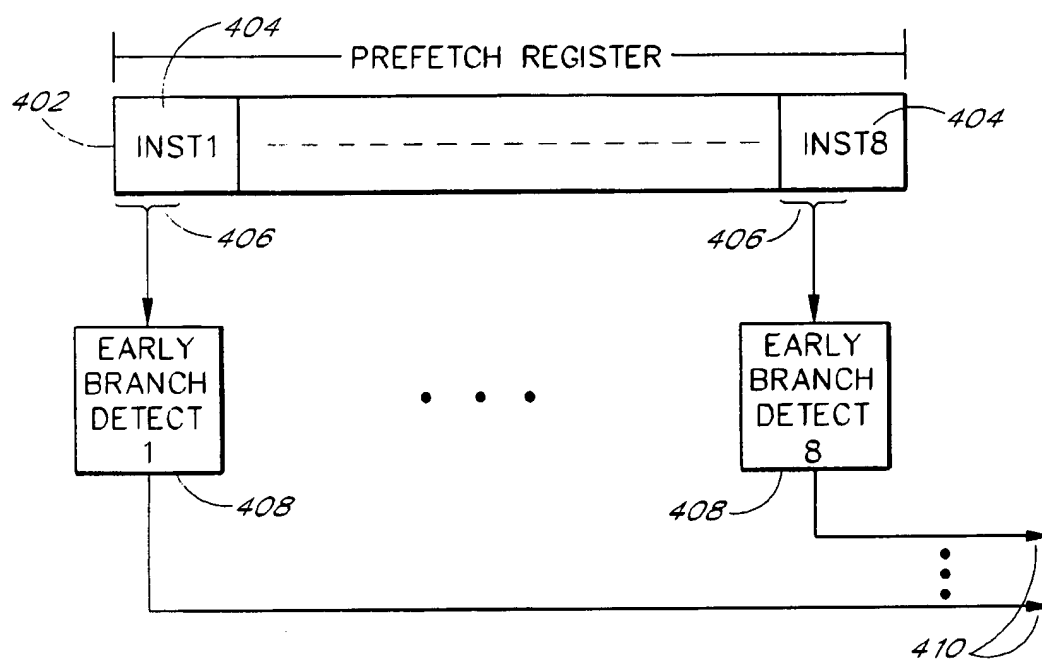 404
PREFETCH REGISTER
402
INST1
INST8
404
406
406
EARLY
BRANCH
DETECT
1
EARLY
BRANCH
DETECT
8
408
408
410